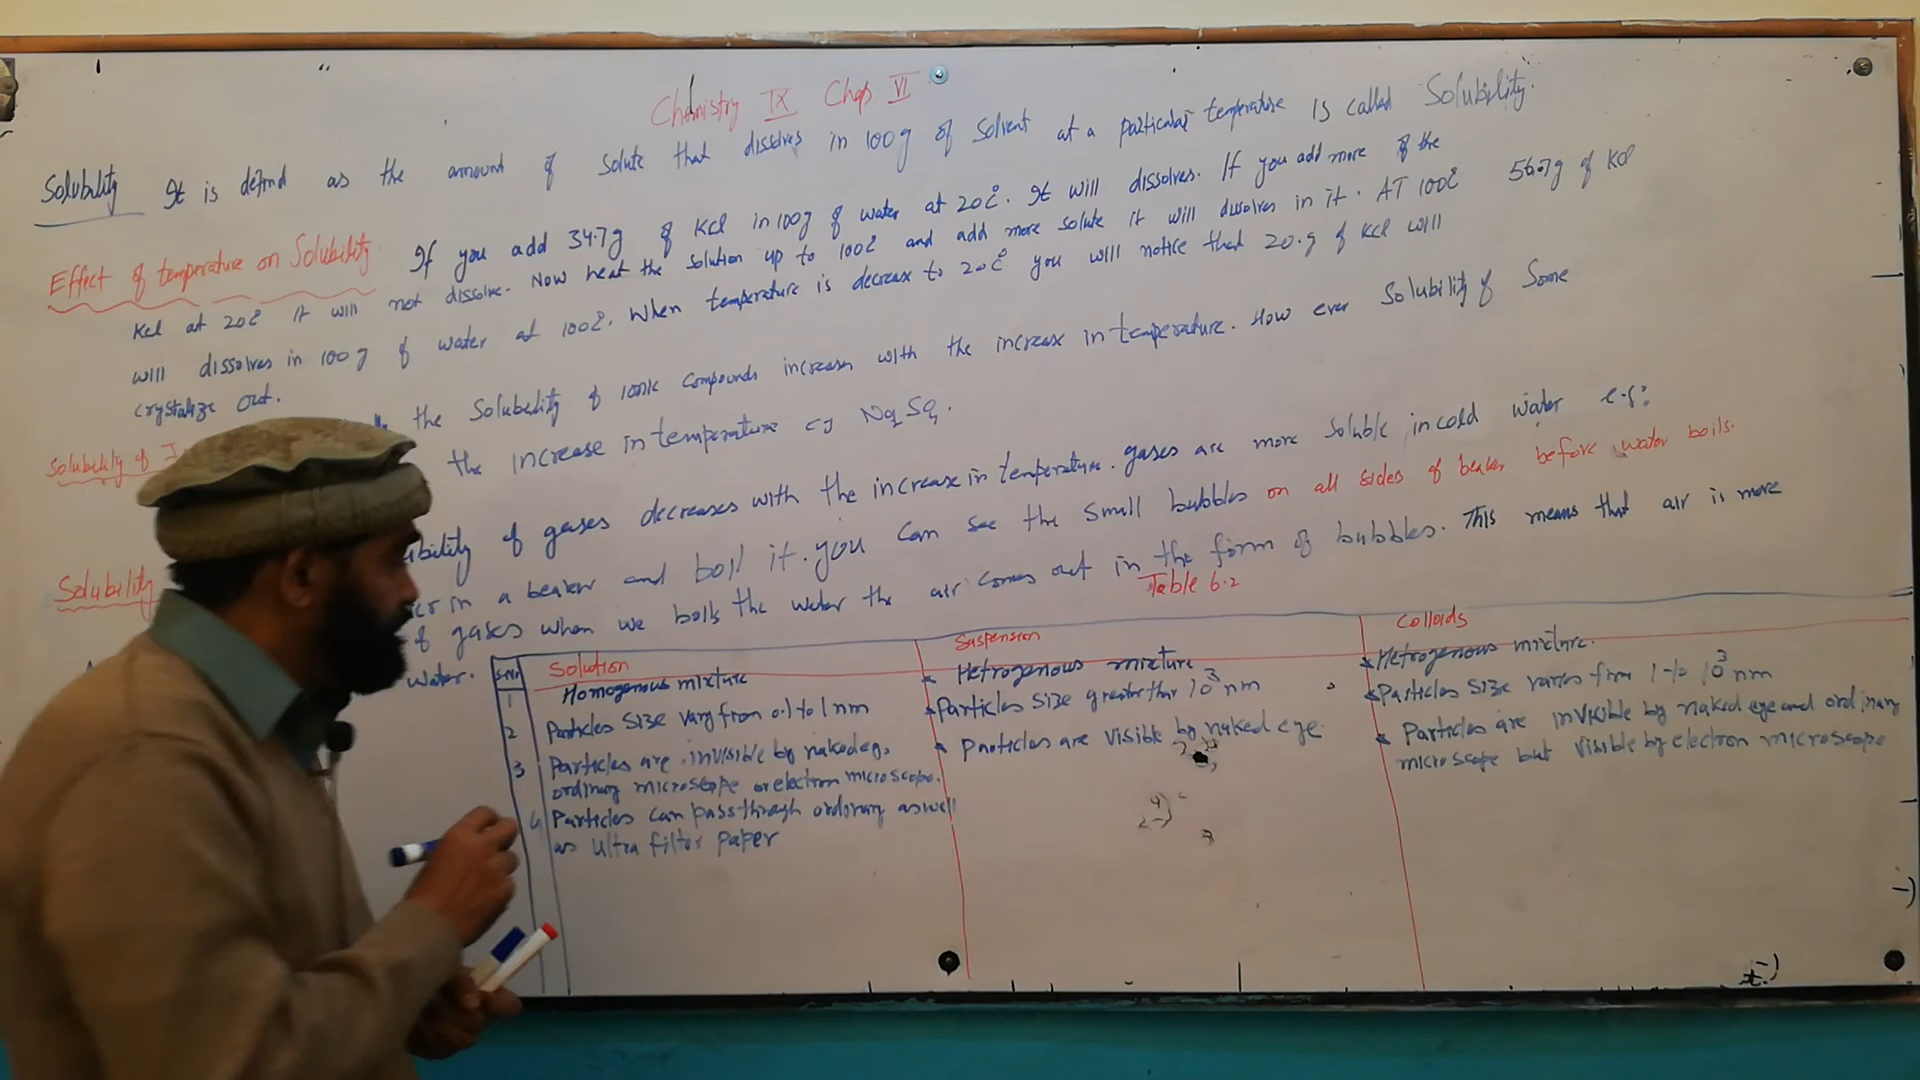 Chemistry IX Chap VI
Solubility It is defind as the amount of solute that dissolves in 100g of solvent at a particular temperature is called Solubility.
Effect of temperature on Solubility If you add 34.7g of KCl in 100g of water at 20c°. It will dissolves. If you add more of the
KCl at 20c° it will not dissolve. Now heat the solution up to 100c° and add more solute it will dissolves in it. AT 100c° 56.7g of KCl
will dissolves in 100g of water at 100c°. When temperature is decrease to 20c° you will notice that 20.g of KCl will
crystalize out.
Solubility of the Solubility of ionic compounds increases with the increase in temperature. How ever Solubility of Some
the increase in temperature eg Na2SO4.
Solubility ubility of gases decreases with the increase in temperature. gases are more soluble in cold water e.g:
er in a beaker and boil it. you can see the small bubbles on all sides of beaker before water boils.
of gases when we boils the water the air comes out in the form of bubbles. This means that air is more
water.
Table 6.2
S.No Solution Suspension Colloids
1 Homogenous mixture * Hetrogenous mixture * Hetrogenous mixture.
2 Particles size vary from 0.1 to 1 nm * Particles size greater than 10³ nm * Particles size varies from 1 to 10³ nm
3 Particles are invisible by naked eye, * Particles are visible by naked eye. * Particles are invisible by naked eye and ordinary
ordinary microscope or electron microscope. microscope but visible by electron microscope
4 Particles can pass through ordinary as well
as ultra filter paper